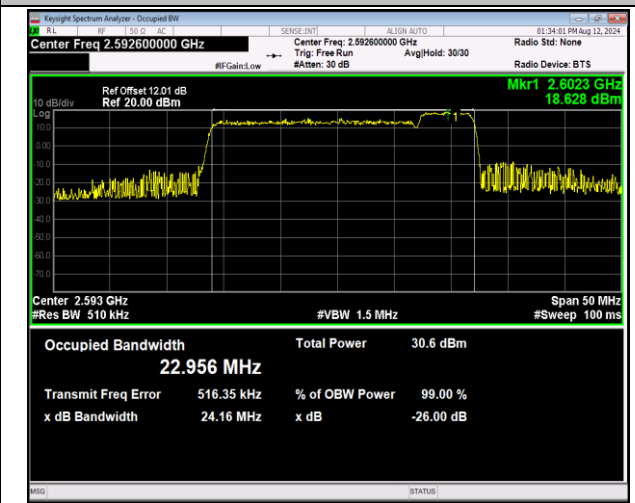 Keysight Spectrum Analyzer - Occupied BW
RL RF 50 Ω AC SENSE:INT ALIGN AUTO 01:34:01 PM Aug 12, 2024
Center Freq 2.592600000 GHz Center Freq: 2.592600000 GHz Radio Std: None
Trig: Free Run Avg|Hold: 30/30
#IFGain:Low #Atten: 30 dB Radio Device: BTS
Ref Offset 12.01 dB Mkr1 2.6023 GHz
10 dB/div Ref 20.00 dBm 18.628 dBm
Log
10.0
0.00
-10.0
-20.0
-30.0
-40.0
-50.0
-60.0
-70.0
Center 2.593 GHz Span 50 MHz
#Res BW 510 kHz #VBW 1.5 MHz #Sweep 100 ms
Occupied Bandwidth Total Power 30.6 dBm
22.956 MHz
Transmit Freq Error 516.35 kHz % of OBW Power 99.00 %
x dB Bandwidth 24.16 MHz x dB -26.00 dB
MSG STATUS